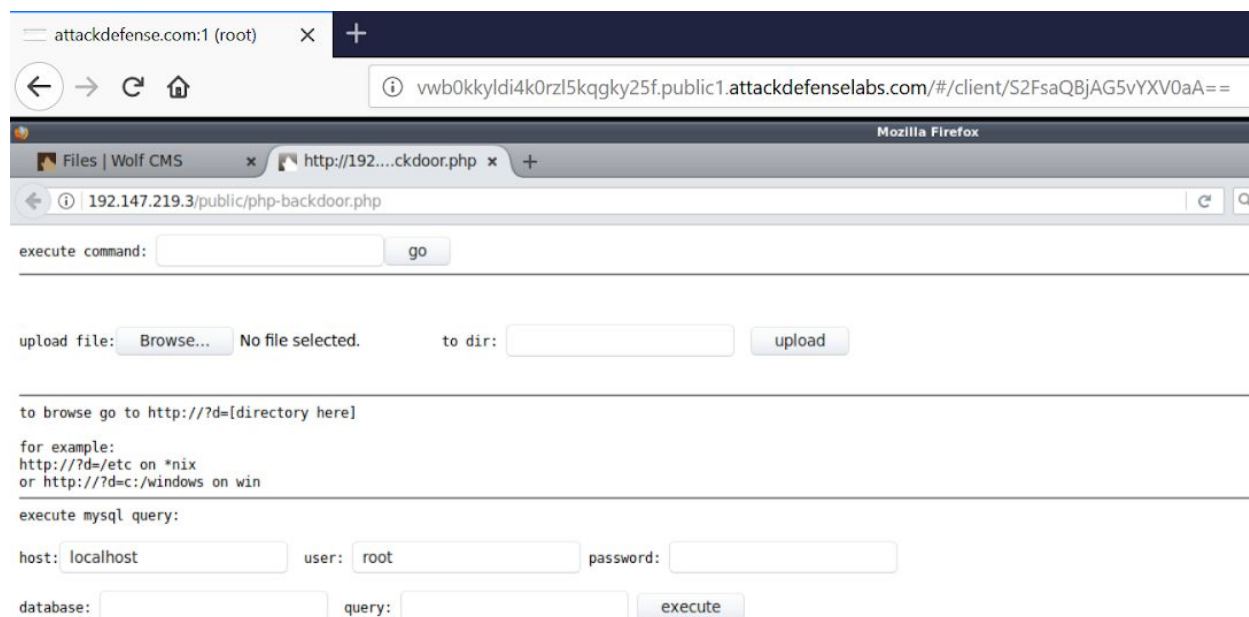 attackdefense.com:1 (root)
vwb0kkyldi4k0rzl5kqgky25f.public1.attackdefenselabs.com/#/client/S2FsaQBjAG5vYXV0aA==
Mozilla Firefox
Files | Wolf CMS
http://192....ckdoor.php
192.147.219.3/public/php-backdoor.php
execute command: go
upload file: Browse... No file selected. to dir: upload
to browse go to http://?d=[directory here]
for example:
http://?d=/etc on *nix
or http://?d=c:/windows on win
execute mysql query:
host: localhost user: root password:
database: query: execute